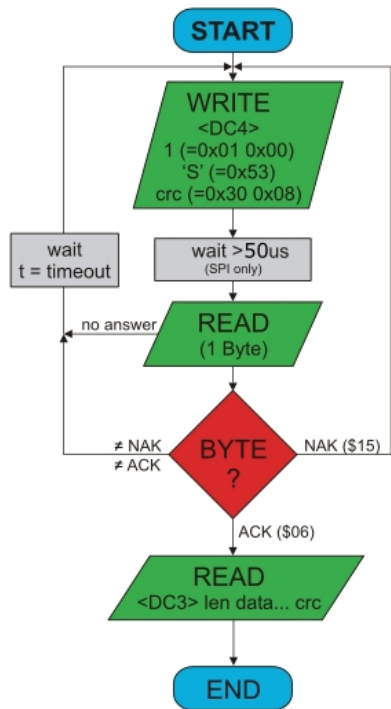 START
WRITE
<DC4>
1 (=0x01 0x00)
‘S’ (=0x53)
crc (=0x30 0x08)
wait
t = timeout
wait >50us
(SPI only)
no answer
READ
(1 Byte)
≠ NAK
≠ ACK
BYTE
?
NAK ($15)
ACK ($06)
READ
<DC3> len data... crc
END